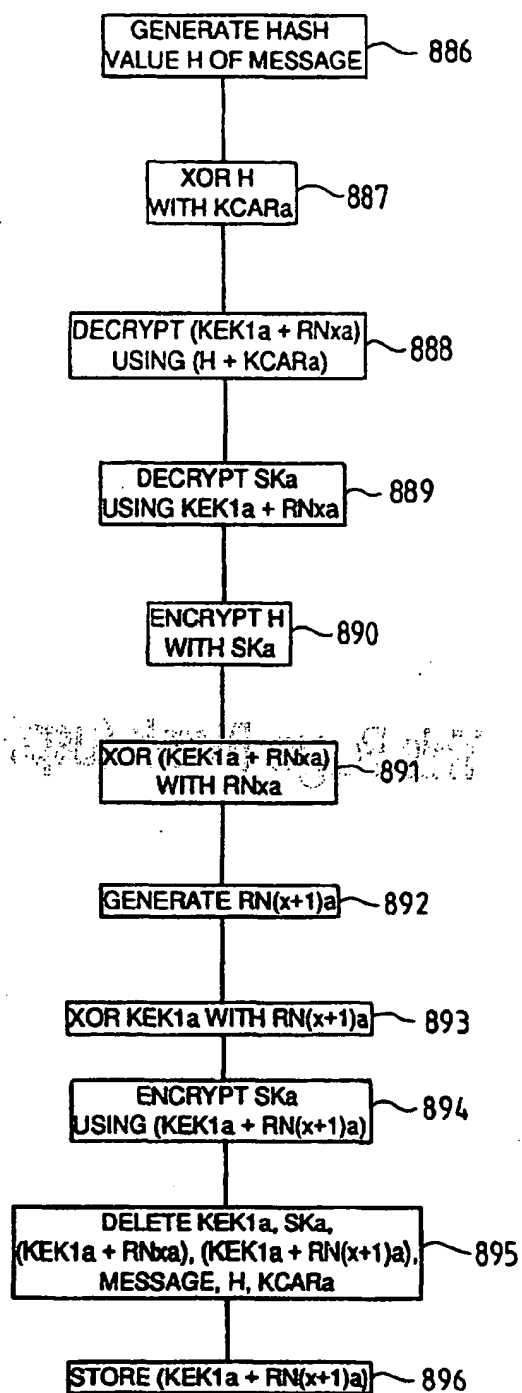 GENERATE HASH
VALUE H OF MESSAGE
886
XOR H
WITH KCARa
887
DECRYPT (KEK1a + RNxa)
USING (H + KCARa)
888
DECRYPT SKa
USING KEK1a + RNxa
889
ENCRYPT H
WITH SKa
890
XOR (KEK1a + RNxa)
WITH RNxa
891
GENERATE RN(x+1)a
892
XOR KEK1a WITH RN(x+1)a
893
ENCRYPT SKa
USING (KEK1a + RN(x+1)a)
894
DELETE KEK1a, SKa,
(KEK1a + RNxa), (KEK1a + RN(x+1)a),
MESSAGE, H, KCARa
895
STORE (KEK1a + RN(x+1)a)
896